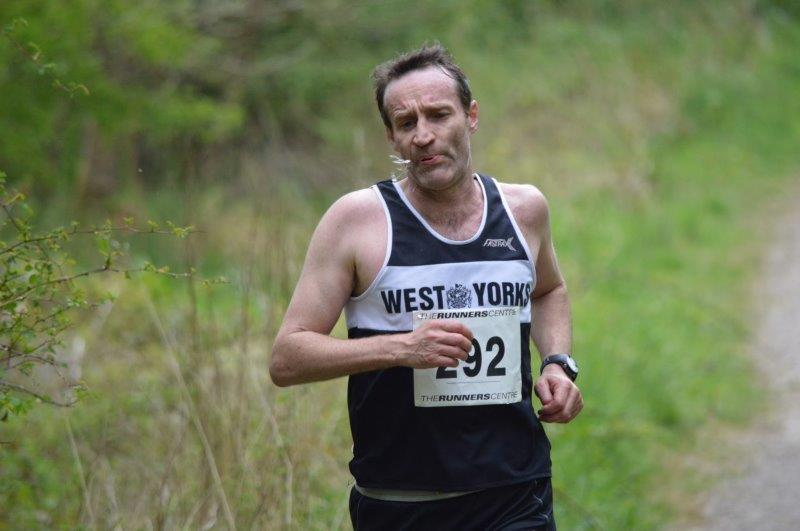 FASTRAX
WEST YORKS
THERUNNERSCENTRE
292
THERUNNERSCENTRE